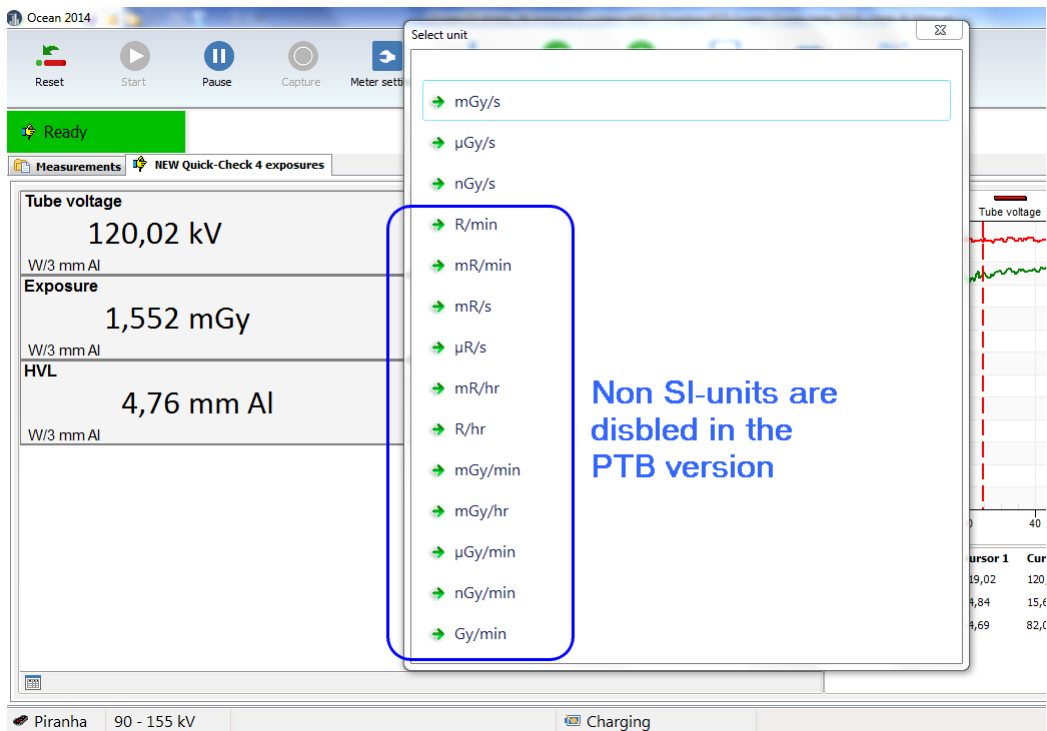 Ocean 2014
Reset
Start
Pause
Capture
Meter setti
Ready
Measurements
NEW Quick-Check 4 exposures
Tube voltage
120,02 kV
W/3 mm Al
Exposure
1,552 mGy
W/3 mm Al
HVL
4,76 mm Al
W/3 mm Al
Select unit
mGy/s
µGy/s
nGy/s
R/min
mR/min
mR/s
µR/s
mR/hr
R/hr
mGy/min
mGy/hr
µGy/min
nGy/min
Gy/min
Non SI-units are
disbled in the
PTB version
Tube voltage
40
ursor 1 Cur
19,02 120,
4,84 15,6
4,69 82,0
Piranha
90 - 155 kV
Charging